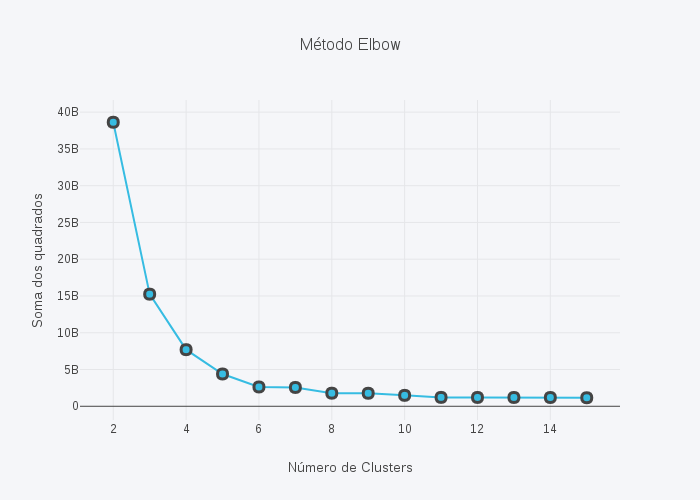 Método Elbow
40B
35B
30B
25B
20B
15B
10B
5B
0
Soma dos quadrados
2 4 6 8 10 12 14
Número de Clusters